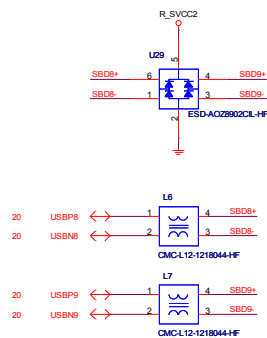 R_SVCC2
U29
5
SBD8+ 6 4 SBD9+
SBD8- 1 3 SBD9-
2
ESD-AOZ8902CIL-HF
L6
20 USBP8 1 4 SBD8+
20 USBN8 2 3 SBD8-
CMC-L12-1218044-HF
L7
20 USBP9 1 4 SBD9+
20 USBN9 2 3 SBD9-
CMC-L12-1218044-HF